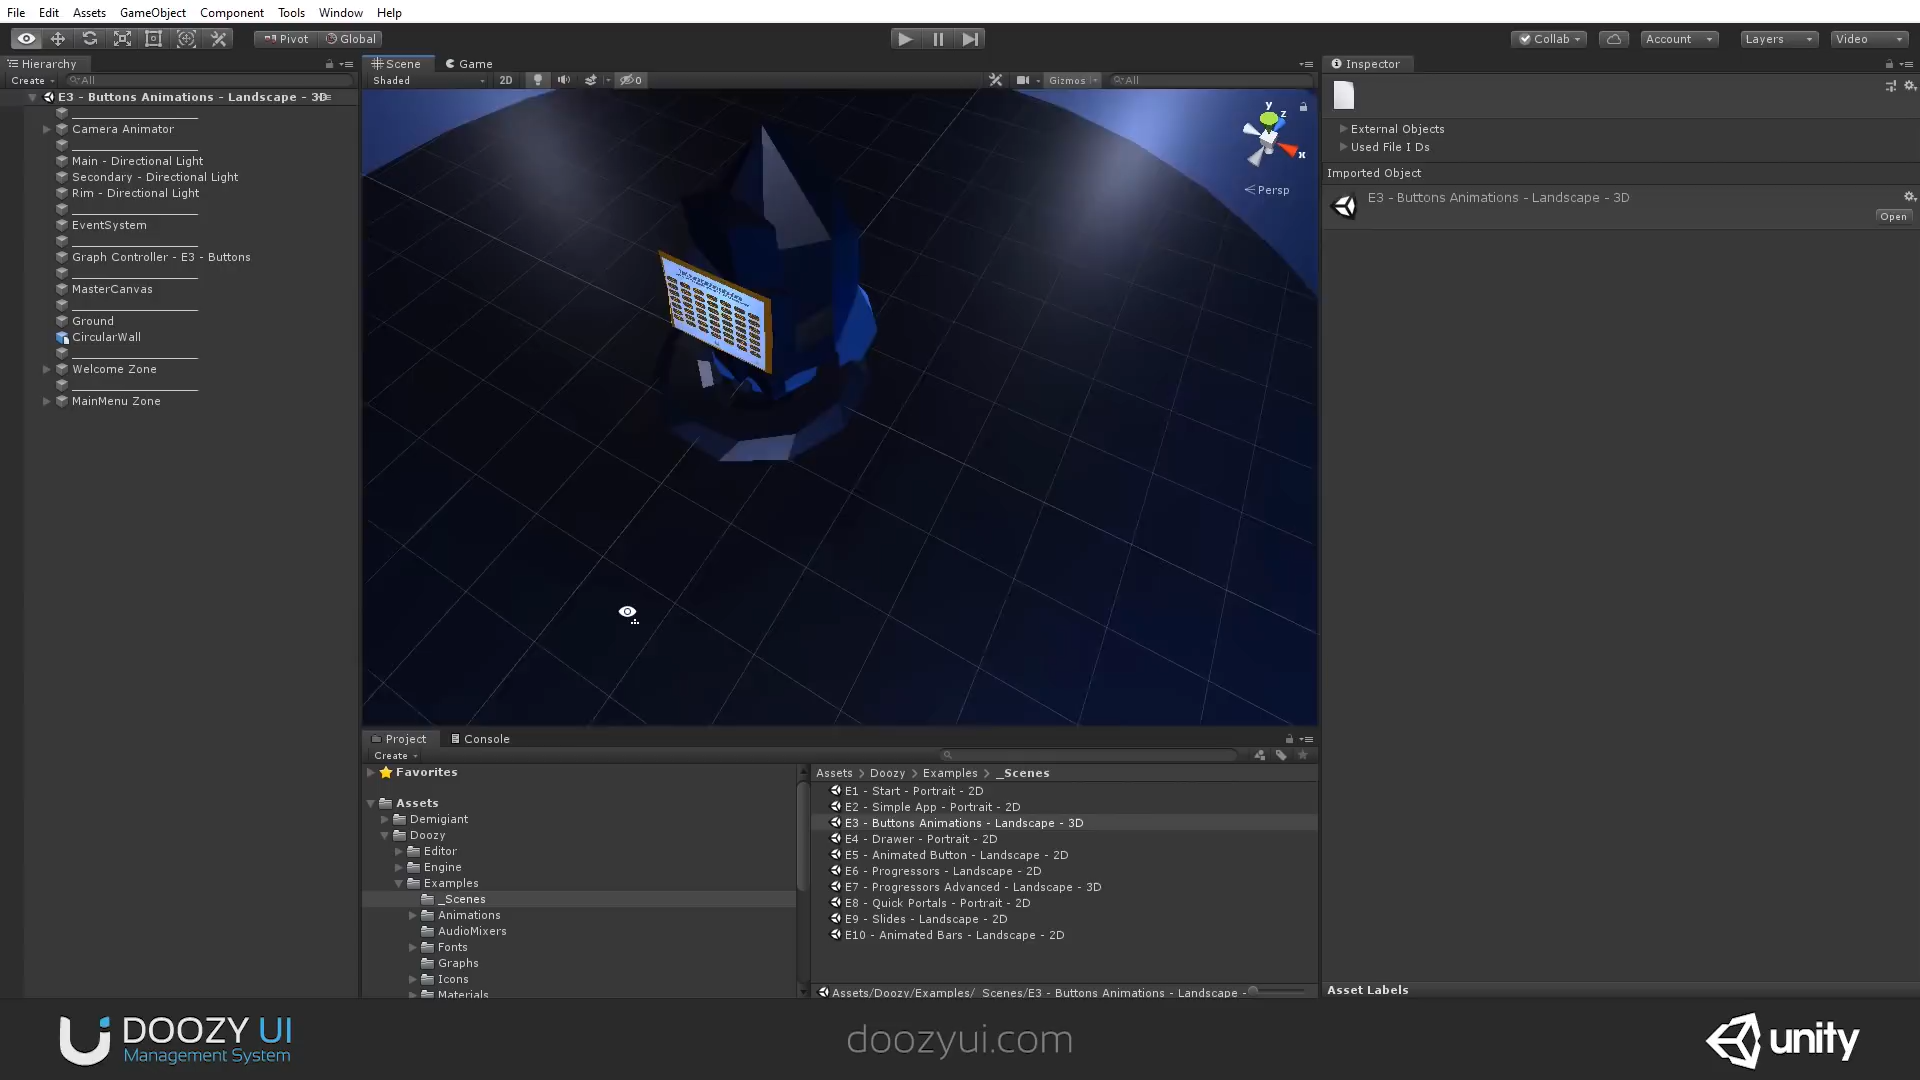 File Edit Assets GameObject Component Tools Window Help
Pivot Global Collab Account Layers Video
Hierarchy
Create All
E3 - Buttons Animations - Landscape - 3D
Camera Animator
Main - Directional Light
Secondary - Directional Light
Rim - Directional Light
EventSystem
Graph Controller - E3 - Buttons
MasterCanvas
Ground
CircularWall
Welcome Zone
MainMenu Zone
Scene Game
Shaded 2D 0 Gizmos All
y
z
x
Persp
Inspector
External Objects
Used File I Ds
Imported Object
E3 - Buttons Animations - Landscape - 3D
Open
Asset Labels
Project Console
Create
Favorites
Assets
Demigiant
Doozy
Editor
Engine
Examples
_Scenes
Animations
AudioMixers
Fonts
Graphs
Icons
Materials
Assets > Doozy > Examples > _Scenes
E1 - Start - Portrait - 2D
E2 - Simple App - Portrait - 2D
E3 - Buttons Animations - Landscape - 3D
E4 - Drawer - Portrait - 2D
E5 - Animated Button - Landscape - 2D
E6 - Progressors - Landscape - 2D
E7 - Progressors Advanced - Landscape - 3D
E8 - Quick Portals - Portrait - 2D
E9 - Slides - Landscape - 2D
E10 - Animated Bars - Landscape - 2D
Assets/Doozy/Examples/_Scenes/E3 - Buttons Animations - Landscape -
DOOZY UI
Management System
doozyui.com
unity